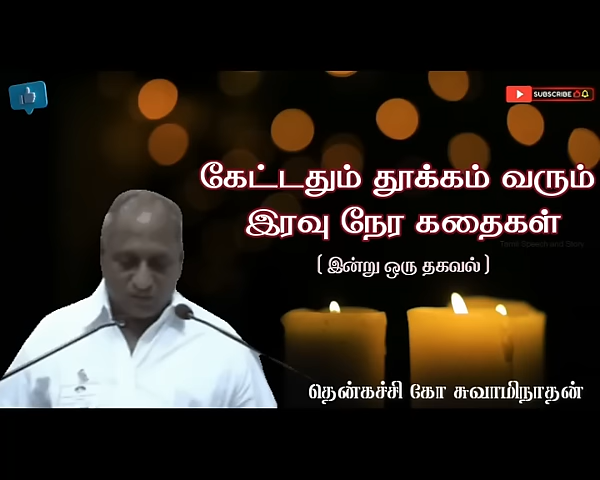 SUBSCRIBE
கேட்டதும் தூக்கம் வரும்
இரவு நேர கதைகள்
Tamil Speech and Story
( இன்று ஒரு தகவல் )
தென்கச்சி கோ சுவாமிநாதன்